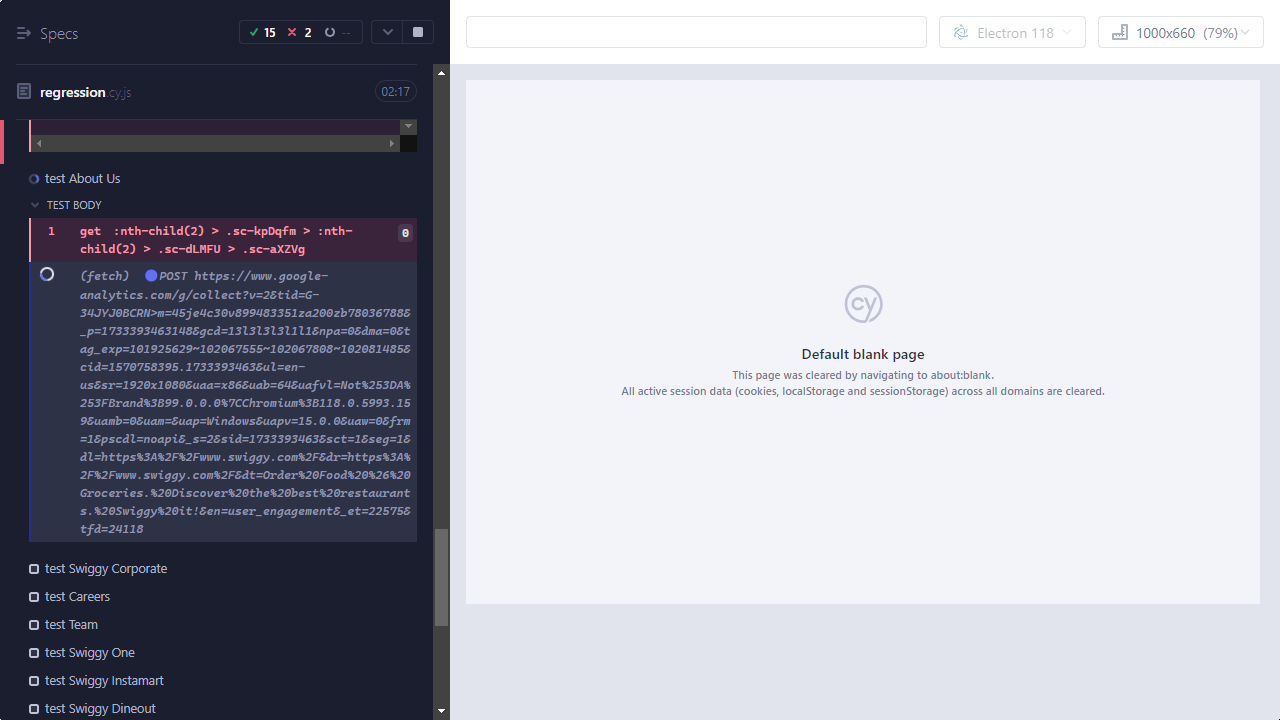 Specs
15
2
--
Electron 118
1000x660 (79%)
regression.cy.js
02:17
test About Us
TEST BODY
1 get :nth-child(2) > .sc-kpDqfm > :nth-
child(2) > .sc-dLMFU > .sc-aXZVg
0
(fetch) POST https://www.google-
analytics.com/g/collect?v=2&tid=G-
34JYJ0BCRN>m=45je4c30v899483351za200zb78036788&
_p=1733393463148&gcd=13l3l3l3l1l1&npa=0&dma=0&t
ag_exp=101925629~102067555~102067808~102081485&
cid=1570758395.1733393463&ul=en-
us&sr=1920x1080&uaa=x86&uab=64&uafvl=Not%253DA%
253FBrand%3B99.0.0.0%7CChromium%3B118.0.5993.15
9&uamb=0&uam=&uap=Windows&uapv=15.0.0&uaw=0&frm
=1&pscdl=noapi&_s=2&sid=1733393463&sct=1&seg=1&
dl=https%3A%2F%2Fwww.swiggy.com%2F&dr=https%3A%
2F%2Fwww.swiggy.com%2F&dt=Order%20Food%20%26%20
Groceries.%20Discover%20the%20best%20restaurant
s.%20Swiggy%20it!&en=user_engagement&_et=22575&
tfd=24118
test Swiggy Corporate
test Careers
test Team
test Swiggy One
test Swiggy Instamart
test Swiggy Dineout
cy
Default blank page
This page was cleared by navigating to about:blank.
All active session data (cookies, localStorage and sessionStorage) across all domains are cleared.